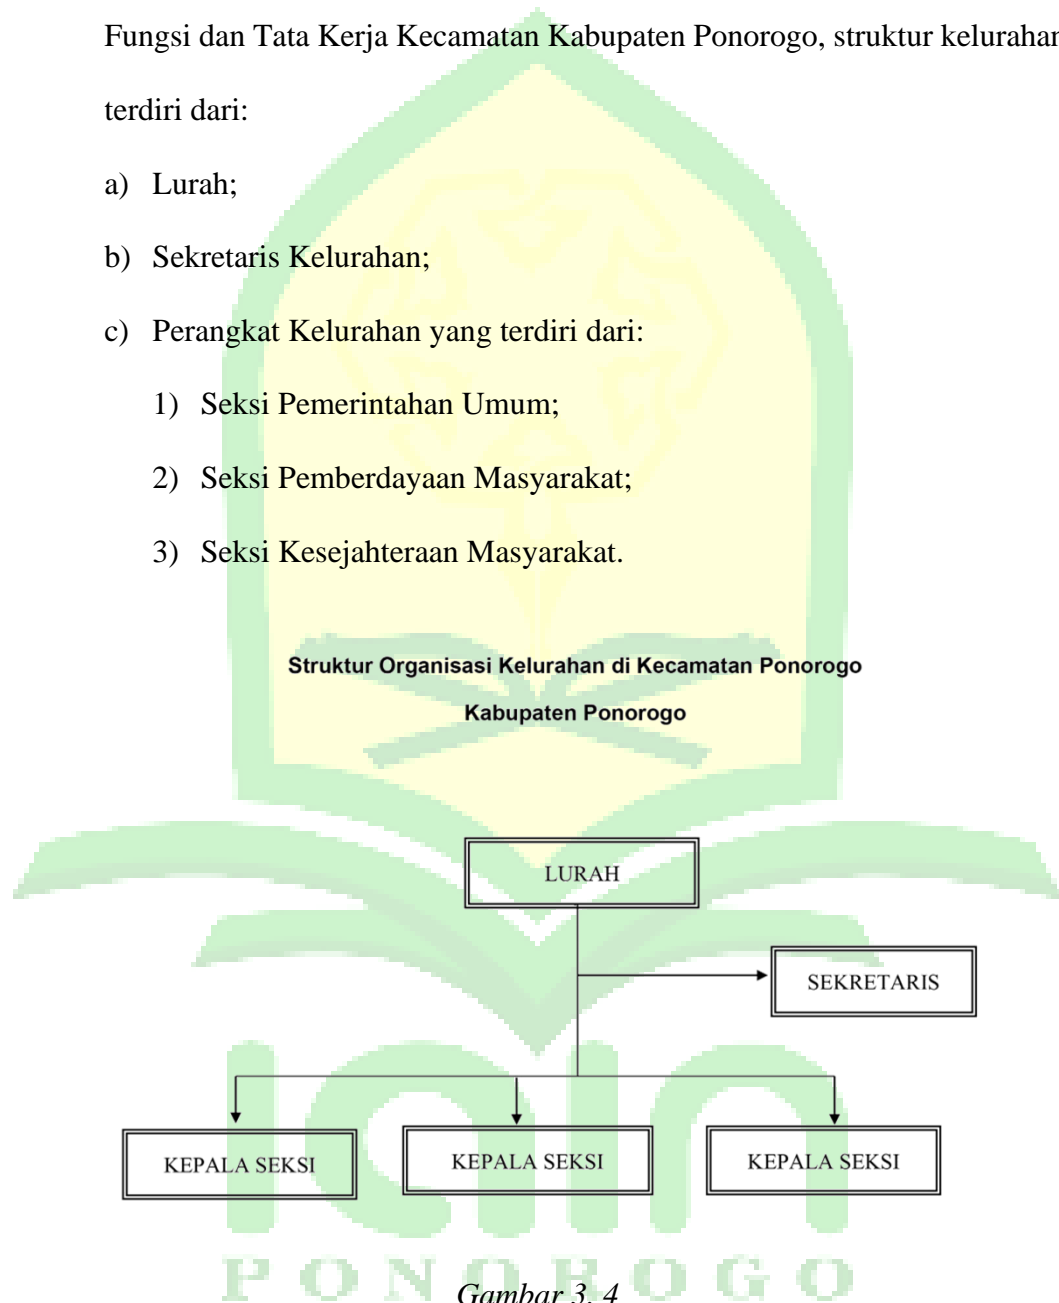 Fungsi dan Tata Kerja Kecamatan Kabupaten Ponorogo, struktur kelurahan
terdiri dari:
a) Lurah;
b) Sekretaris Kelurahan;
c) Perangkat Kelurahan yang terdiri dari:
1) Seksi Pemerintahan Umum;
2) Seksi Pemberdayaan Masyarakat;
3) Seksi Kesejahteraan Masyarakat.
Struktur Organisasi Kelurahan di Kecamatan Ponorogo
Kabupaten Ponorogo
LURAH
SEKRETARIS
KEPALA SEKSI KEPALA SEKSI KEPALA SEKSI
iain
PONOROGO
Gambar 3. 4